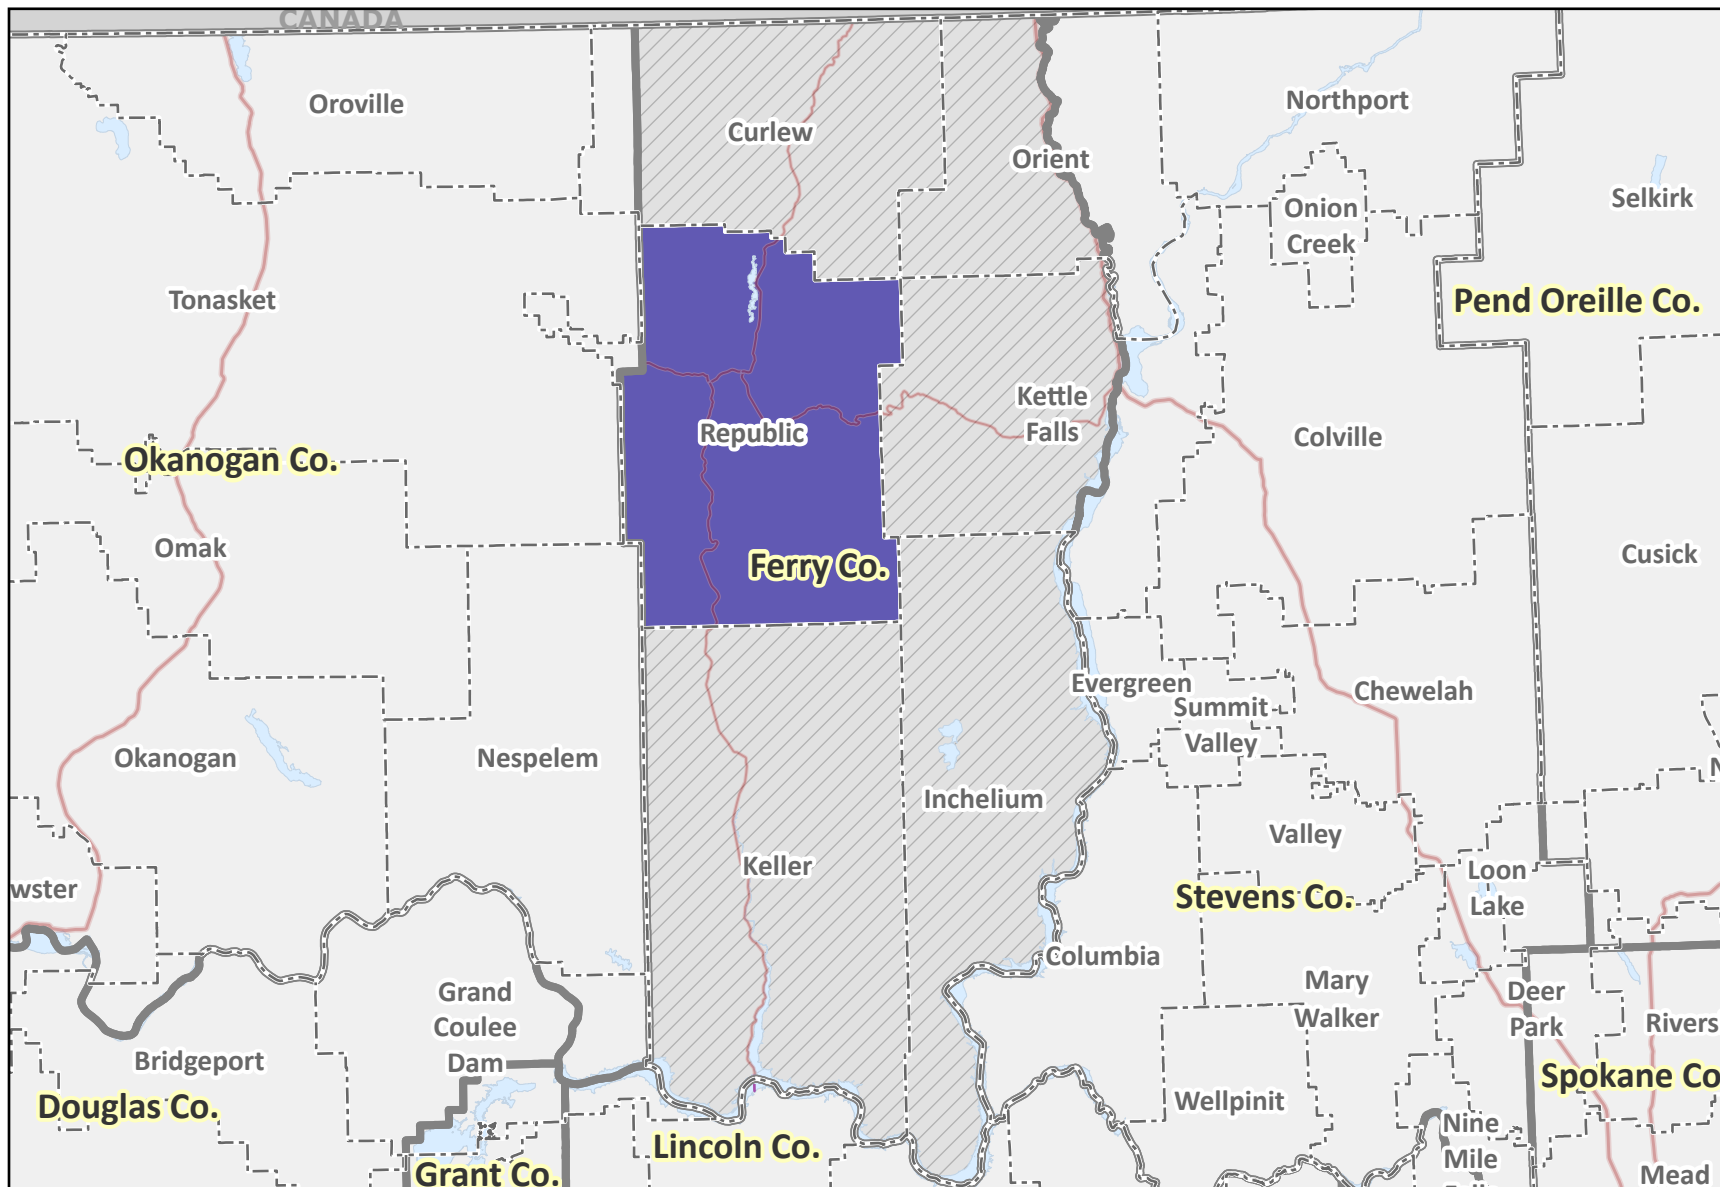 CANADA
Oroville
Curlew
Northport
Orient
Selkirk
Onion
Creek
Tonasket
Pend Oreille Co.
Kettle
Falls
Republic
Colville
Okanogan Co.
Omak
Ferry Co.
Cusick
Evergreen
Chewelah
Summit
Valley
Okanogan
Nespelem
Inchelium
Valley
Keller
Loon
Lake
wster
Stevens Co.
Columbia
Mary
Walker
Grand
Coulee
Dam
Deer
Park
Rivers
Bridgeport
Spokane Co
Douglas Co.
Wellpinit
Lincoln Co.
Nine
Mile
Grant Co.
Mead